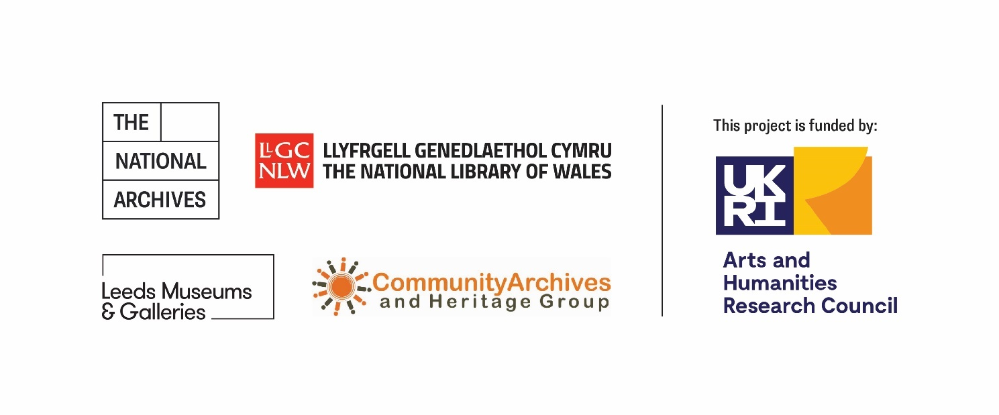 THE
NATIONAL
ARCHIVES
LLGC
NLW
LLYFRGELL GENEDLAETHOL CYMRU
THE NATIONAL LIBRARY OF WALES
Leeds Museums
& Galleries
CommunityArchives
and Heritage Group
This project is funded by:
UK
RI
Arts and
Humanities
Research Council